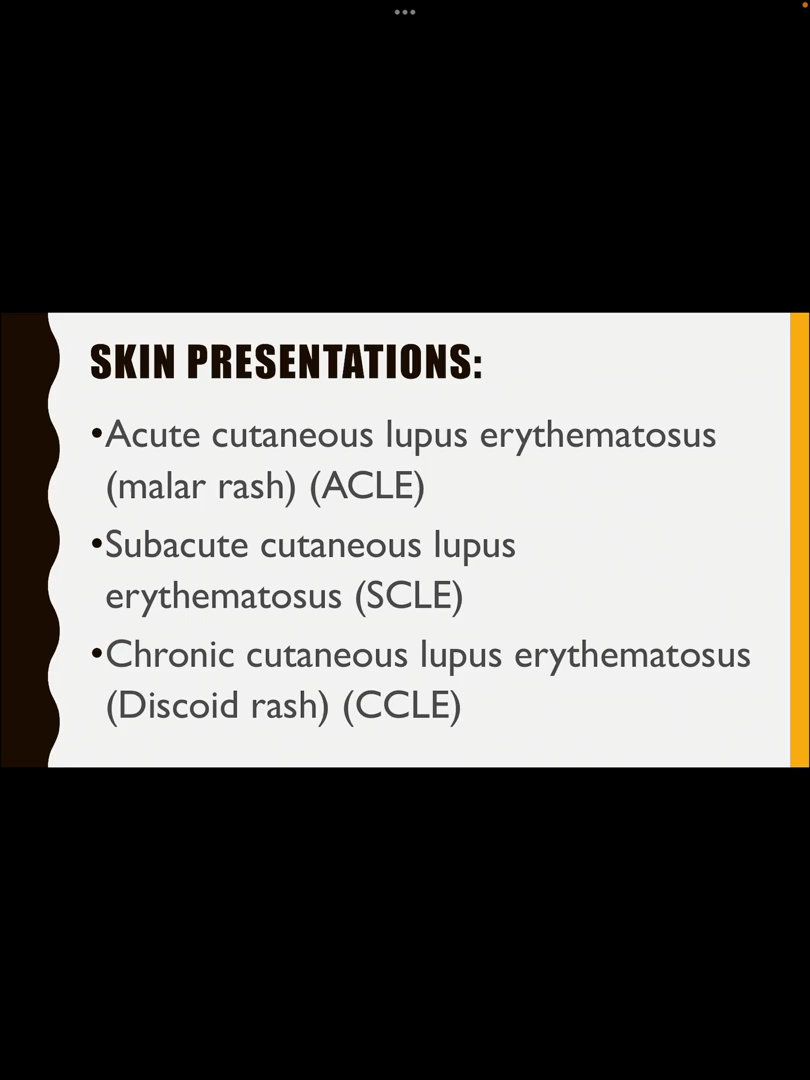 SKIN PRESENTATIONS:
•Acute cutaneous lupus erythematosus
(malar rash) (ACLE)
•Subacute cutaneous lupus
erythematosus (SCLE)
•Chronic cutaneous lupus erythematosus
(Discoid rash) (CCLE)